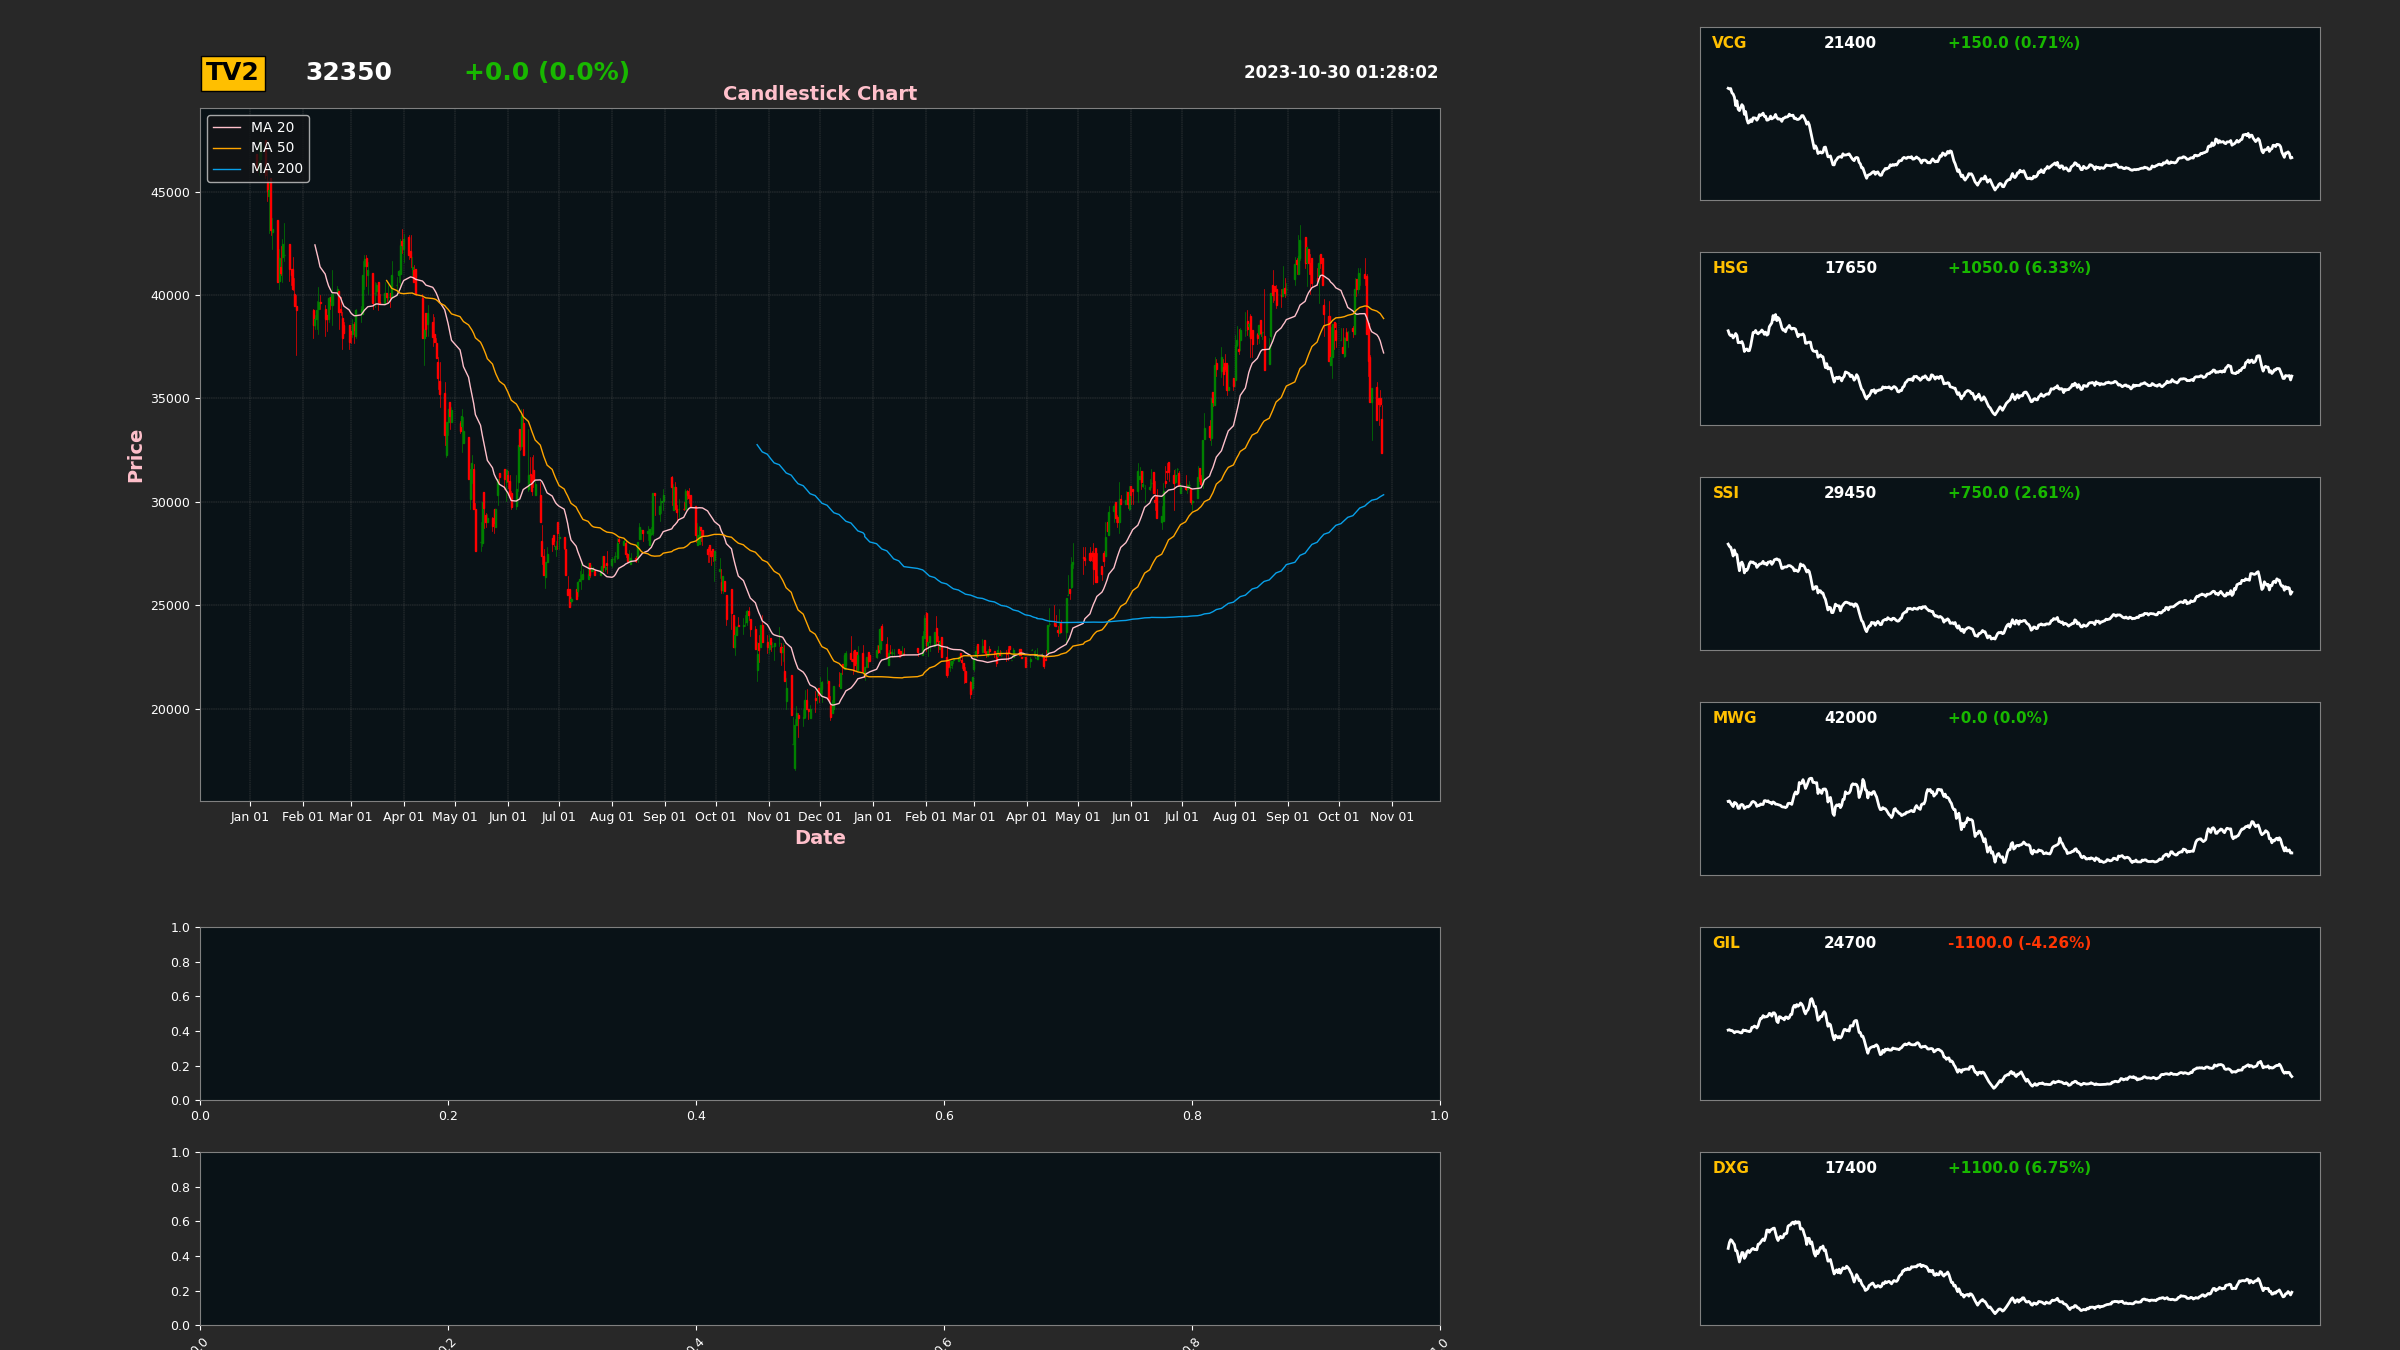 TV2 32350 +0.0 (0.0%) 2023-10-30 01:28:02
Candlestick Chart
MA 20
MA 50
MA 200
45000
40000
35000
30000
25000
20000
Price
Jan 01 Feb 01 Mar 01 Apr 01 May 01 Jun 01 Jul 01 Aug 01 Sep 01 Oct 01 Nov 01 Dec 01 Jan 01 Feb 01 Mar 01 Apr 01 May 01 Jun 01 Jul 01 Aug 01 Sep 01 Oct 01 Nov 01
Date
1.0
0.8
0.6
0.4
0.2
0.0
0.0 0.2 0.4 0.6 0.8 1.0
1.0
0.8
0.6
0.4
0.2
0.0
0.0 0.2 0.4 0.6 0.8 1.0
VCG 21400 +150.0 (0.71%)
HSG 17650 +1050.0 (6.33%)
SSI 29450 +750.0 (2.61%)
MWG 42000 +0.0 (0.0%)
GIL 24700 -1100.0 (-4.26%)
DXG 17400 +1100.0 (6.75%)